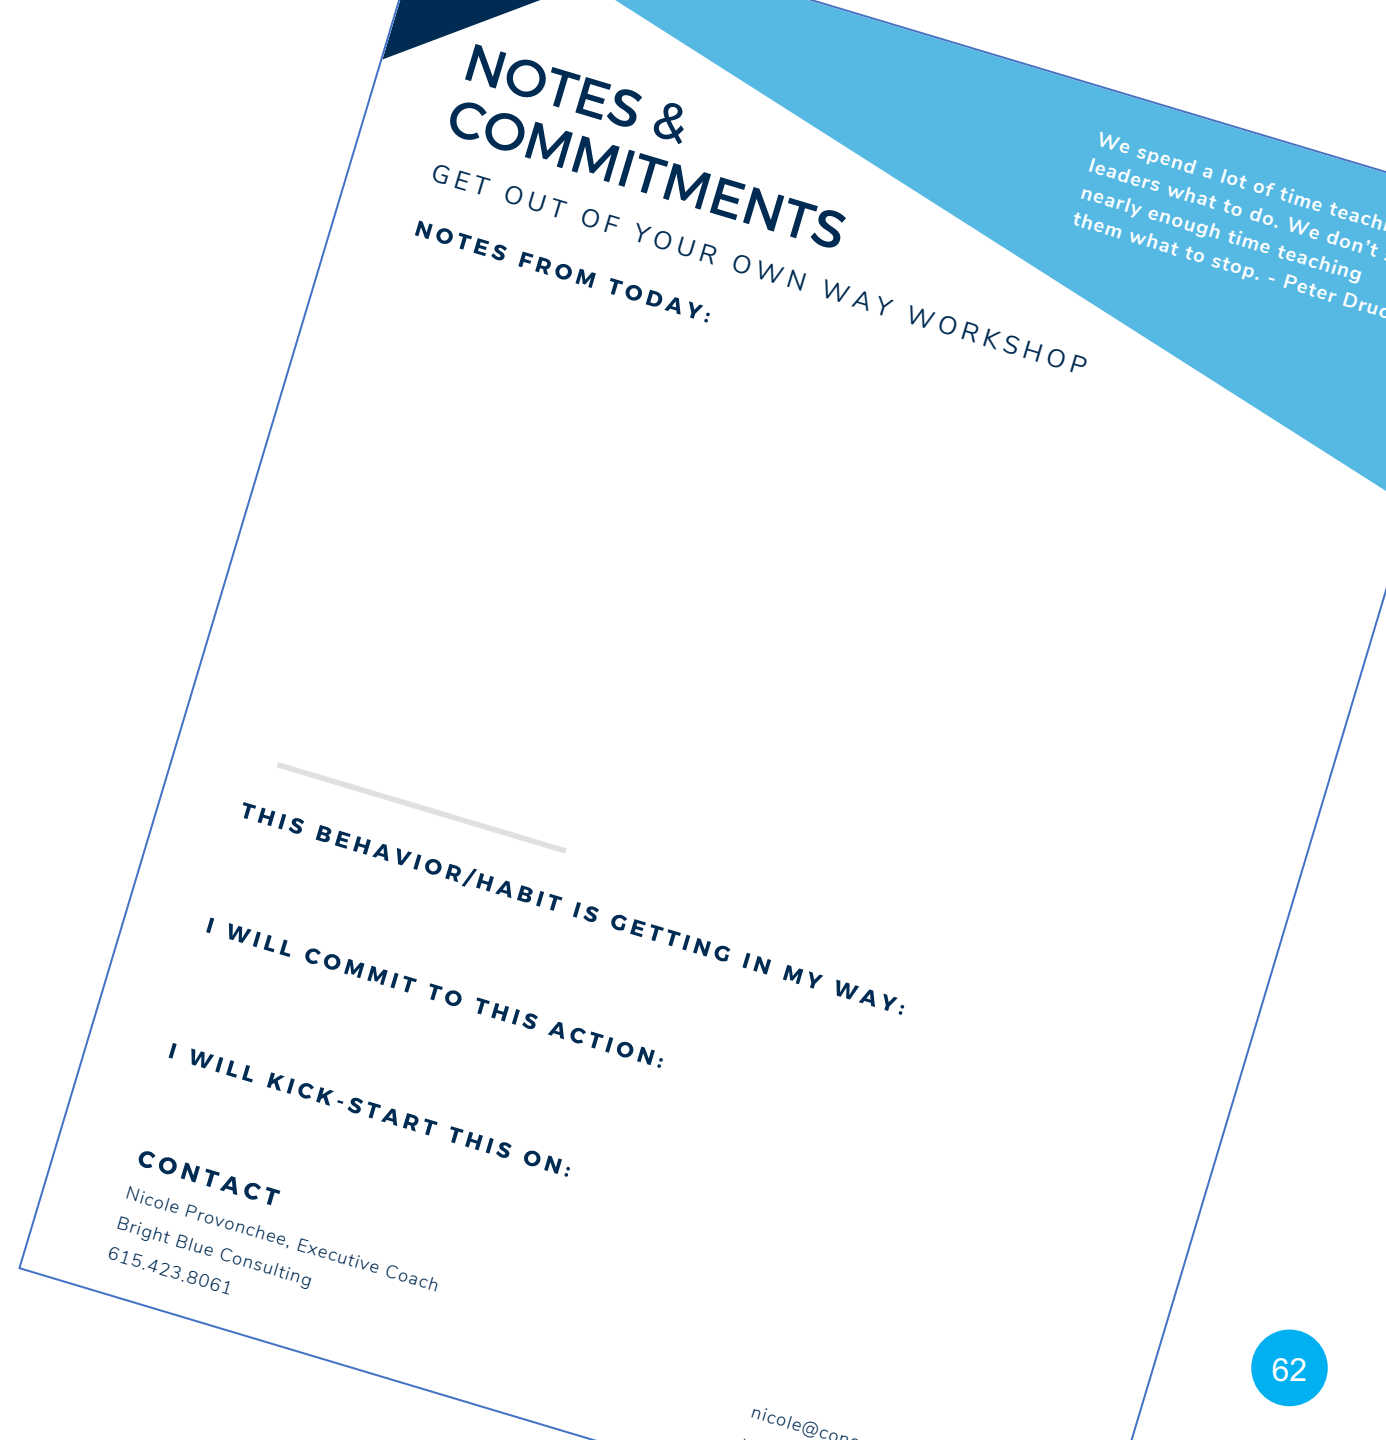 NOTES &
COMMITMENTS
GET OUT OF YOUR OWN WAY WORKSHOP
We spend a lot of time
leaders what to do. We don't
nearly enough time teaching
them what to stop. - Peter
NOTES FROM TODAY:
THIS BEHAVIOR/HABIT IS GETTING IN MY WAY:
I WILL COMMIT TO THIS ACTION:
I WILL KICK-START THIS ON:
CONTACT
Nicole Provonchee, Executive Coach
Bright Blue Consulting
615.423.8061
62